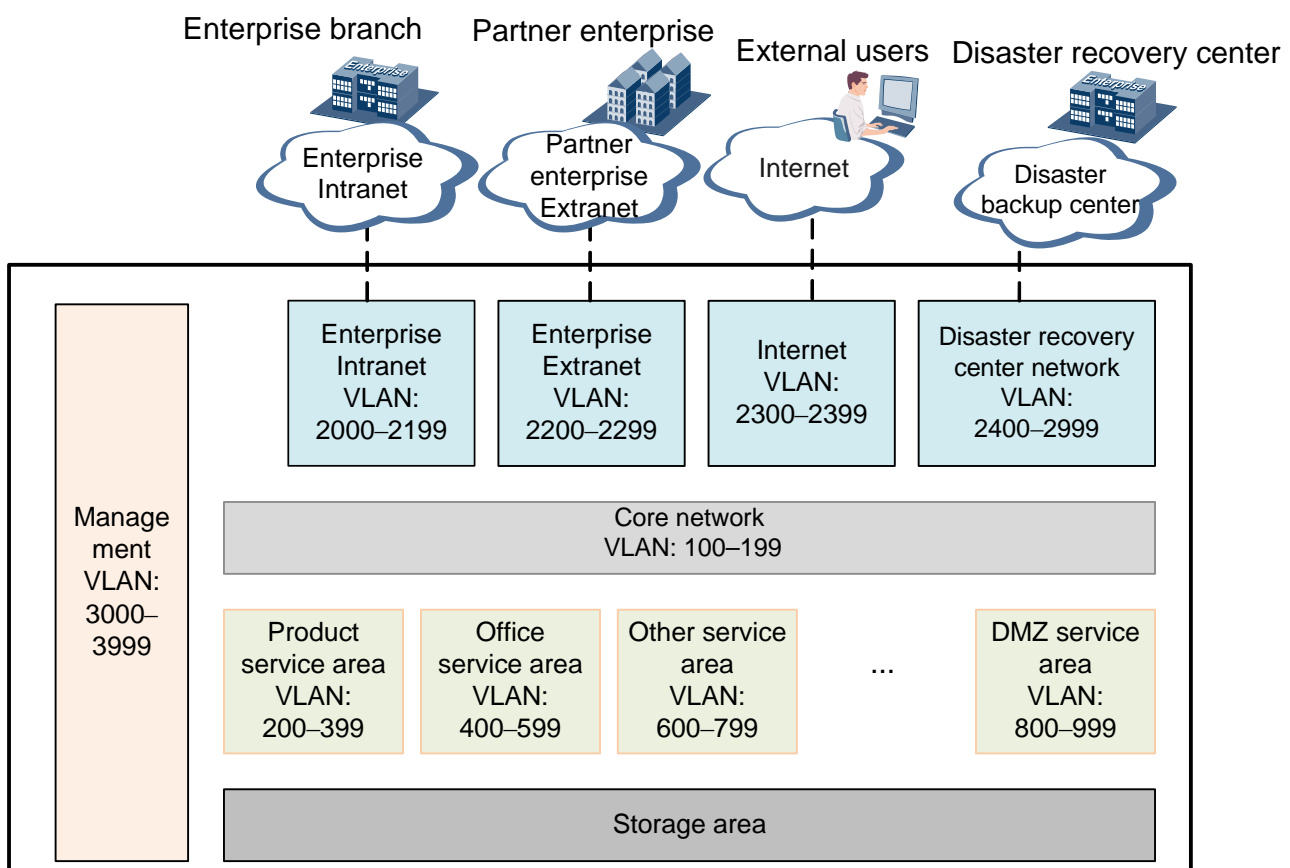 Enterprise branch
Partner enterprise
External users
Disaster recovery center
Enterprise
Enterprise
Enterprise
Intranet
Partner
enterprise
Extranet
Internet
Disaster
backup center
Enterprise
Intranet
VLAN:
2000–2199
Enterprise
Extranet
VLAN:
2200–2299
Internet
VLAN:
2300–2399
Disaster recovery
center network
VLAN:
2400–2999
Manage
ment
VLAN:
3000–
3999
Core network
VLAN: 100–199
Product
service area
VLAN:
200–399
Office
service area
VLAN:
400–599
Other service
area
VLAN:
600–799
...
DMZ service
area
VLAN:
800–999
Storage area